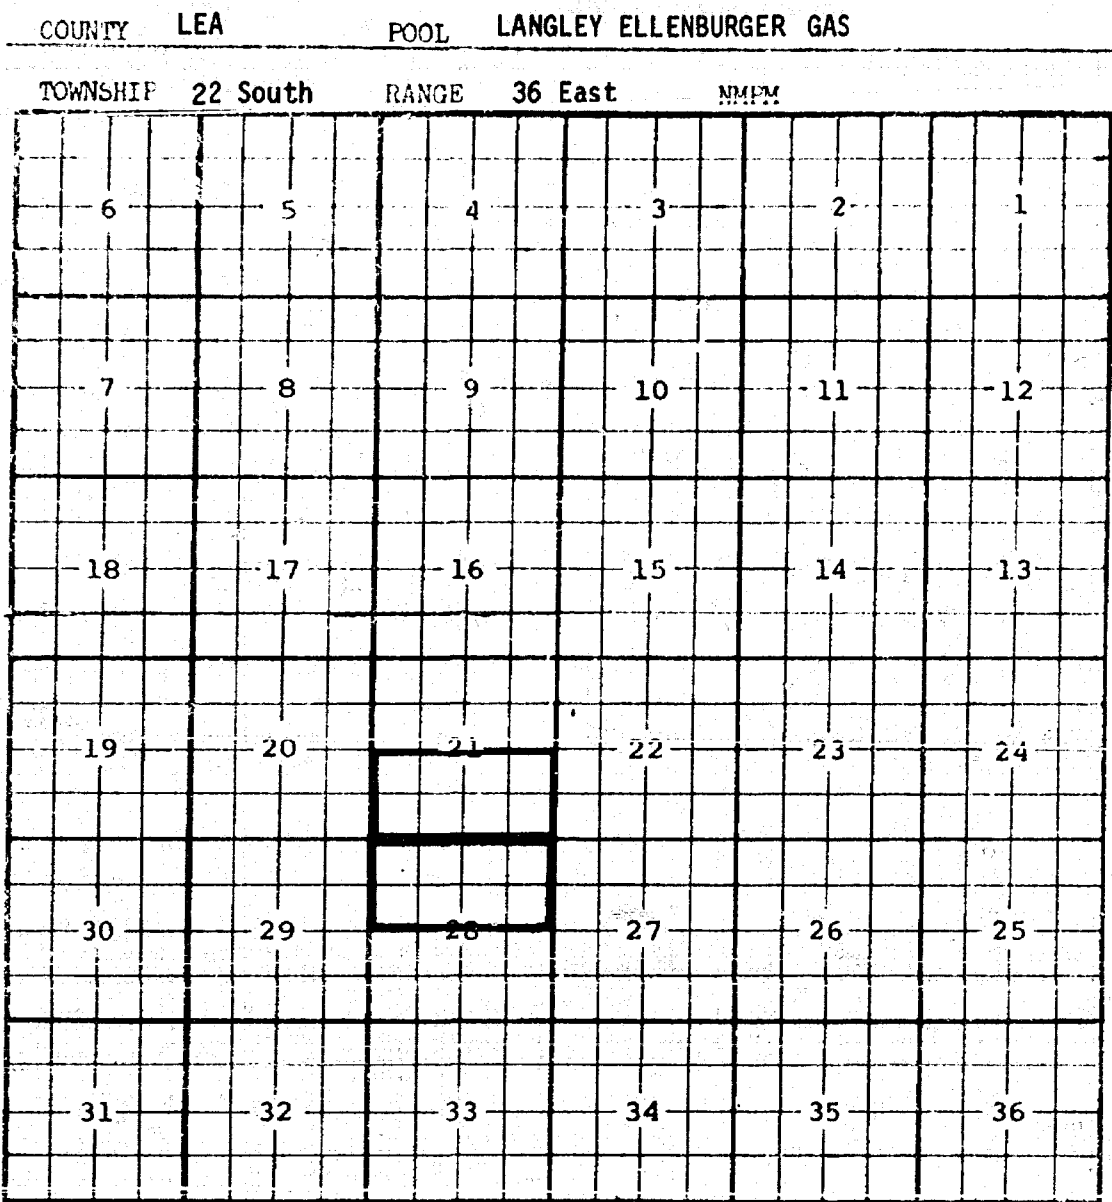 COUNTY LEA POOL LANGLEY ELLENBURGER GAS
TOWNSHIP 22 South RANGE 36 East NMPM
6 5 4 3 2 1
7 8 9 10 11 12
18 17 16 15 14 13
19 20 21 22 23 24
30 29 28 27 26 25
31 32 33 34 35 36